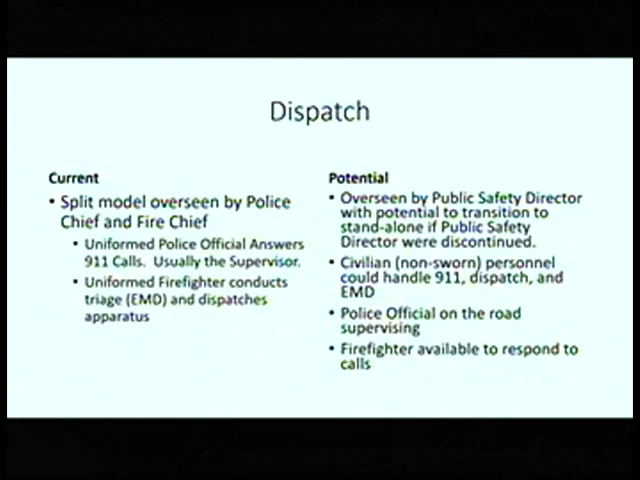 Dispatch
Current
• Split model overseen by Police
Chief and Fire Chief
• Uniformed Police Official Answers
911 Calls. Usually the Supervisor.
• Uniformed Firefighter conducts
triage (EMD) and dispatches
apparatus
Potential
• Overseen by Public Safety Director
with potential to transition to
stand-alone if Public Safety
Director were discontinued.
• Civilian (non-sworn) personnel
could handle 911, dispatch, and
EMD
• Police Official on the road
supervising
• Firefighter available to respond to
calls